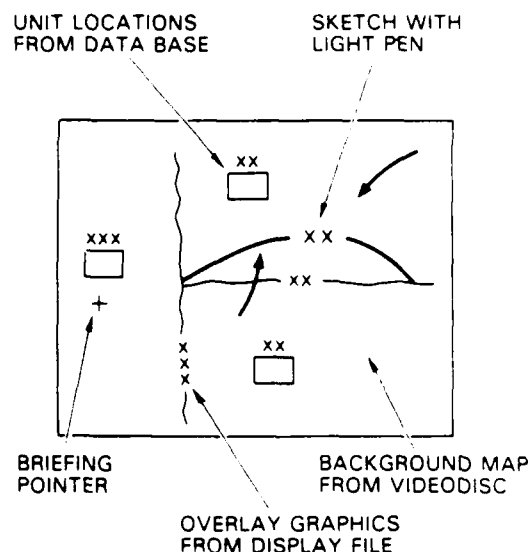 UNIT LOCATIONS
FROM DATA BASE
SKETCH WITH
LIGHT PEN
XX
XX
XXX
XX
XX
X
X
X
BRIEFING
POINTER
BACKGROUND MAP
FROM VIDEODISC
OVERLAY GRAPHICS
FROM DISPLAY FILE